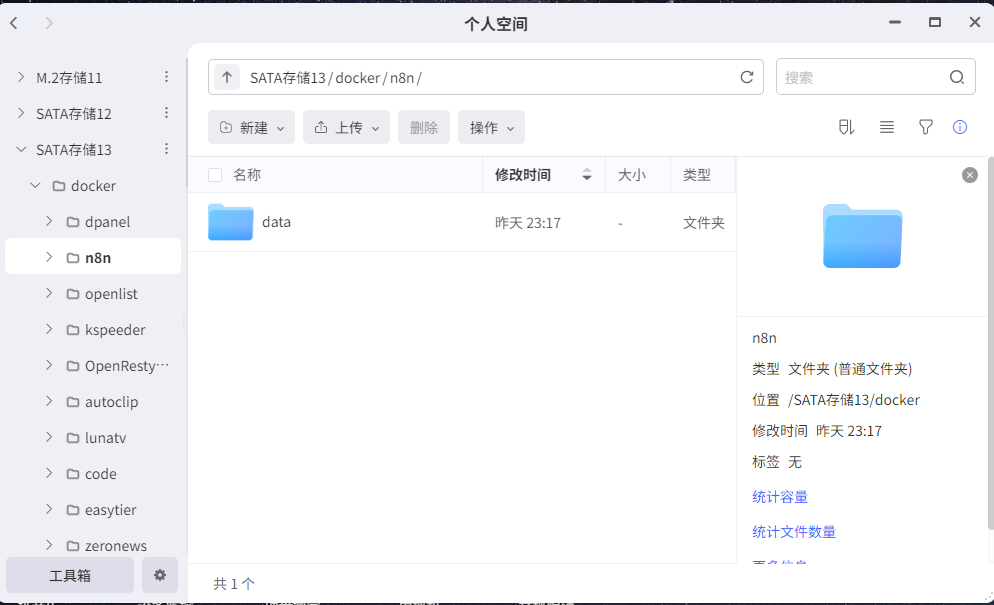 个人空间
M.2存储11
SATA存储12
SATA存储13
docker
dpanel
n8n
openlist
kspeeder
OpenResty…
autoclip
lunatv
code
easytier
zeronews
工具箱
SATA存储13 / docker / n8n /
搜索
新建 上传 删除 操作
名称 修改时间 大小 类型
data 昨天 23:17 - 文件夹
共 1 个
n8n
类型 文件夹 (普通文件夹)
位置 /SATA存储13/docker
修改时间 昨天 23:17
标签 无
统计容量
统计文件数量